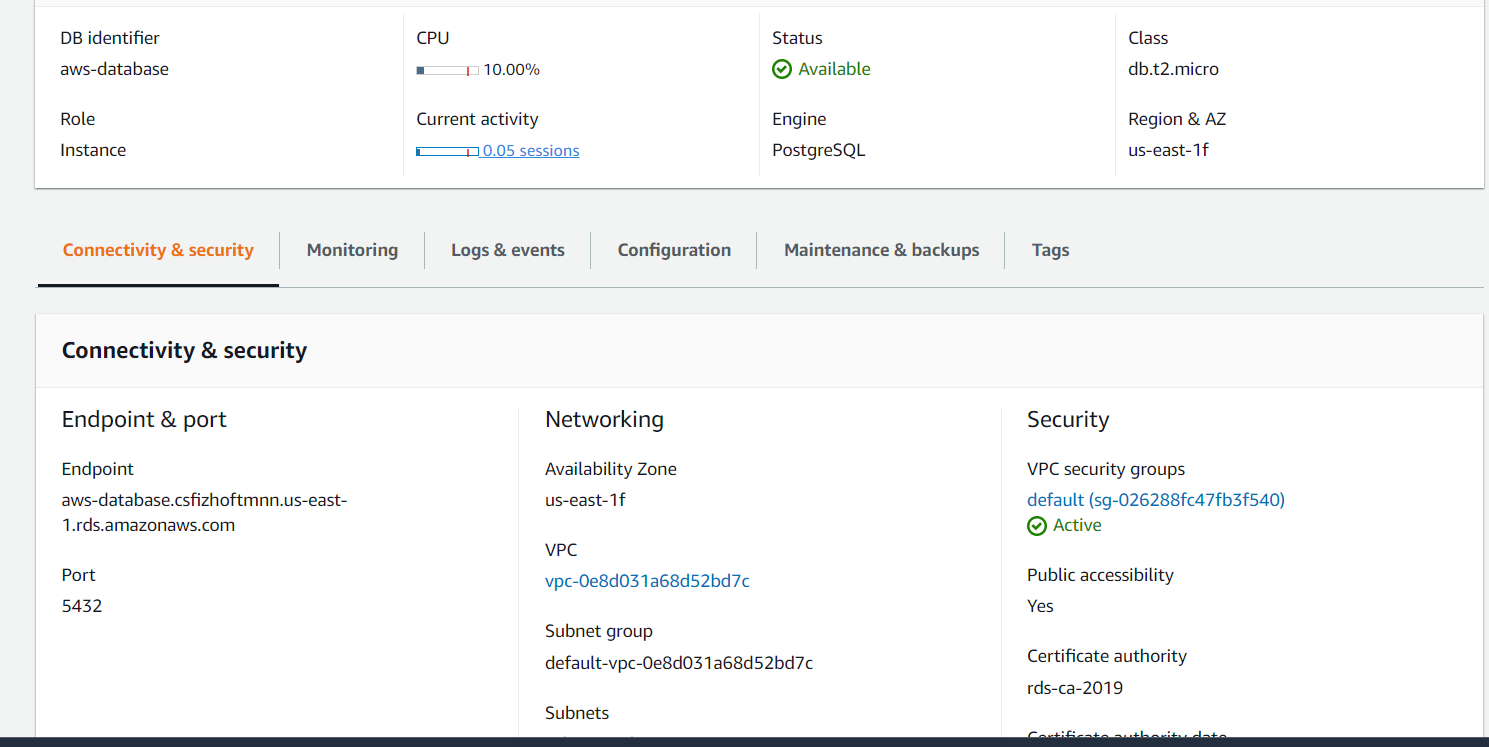 DB identifier
aws-database
CPU
10.00%
Status
Available
Class
db.t2.micro
Role
Instance
Current activity
0.05 sessions
Engine
PostgreSQL
Region & AZ
us-east-1f
Connectivity & security
Monitoring
Logs & events
Configuration
Maintenance & backups
Tags
Connectivity & security
Endpoint & port
Endpoint
aws-database.csfizhoftmnn.us-east-
1.rds.amazonaws.com
Port
5432
Networking
Availability Zone
us-east-1f
VPC
vpc-0e8d031a68d52bd7c
Subnet group
default-vpc-0e8d031a68d52bd7c
Subnets
Security
VPC security groups
default (sg-026288fc47fb3f540)
Active
Public accessibility
Yes
Certificate authority
rds-ca-2019
Certificate authority date